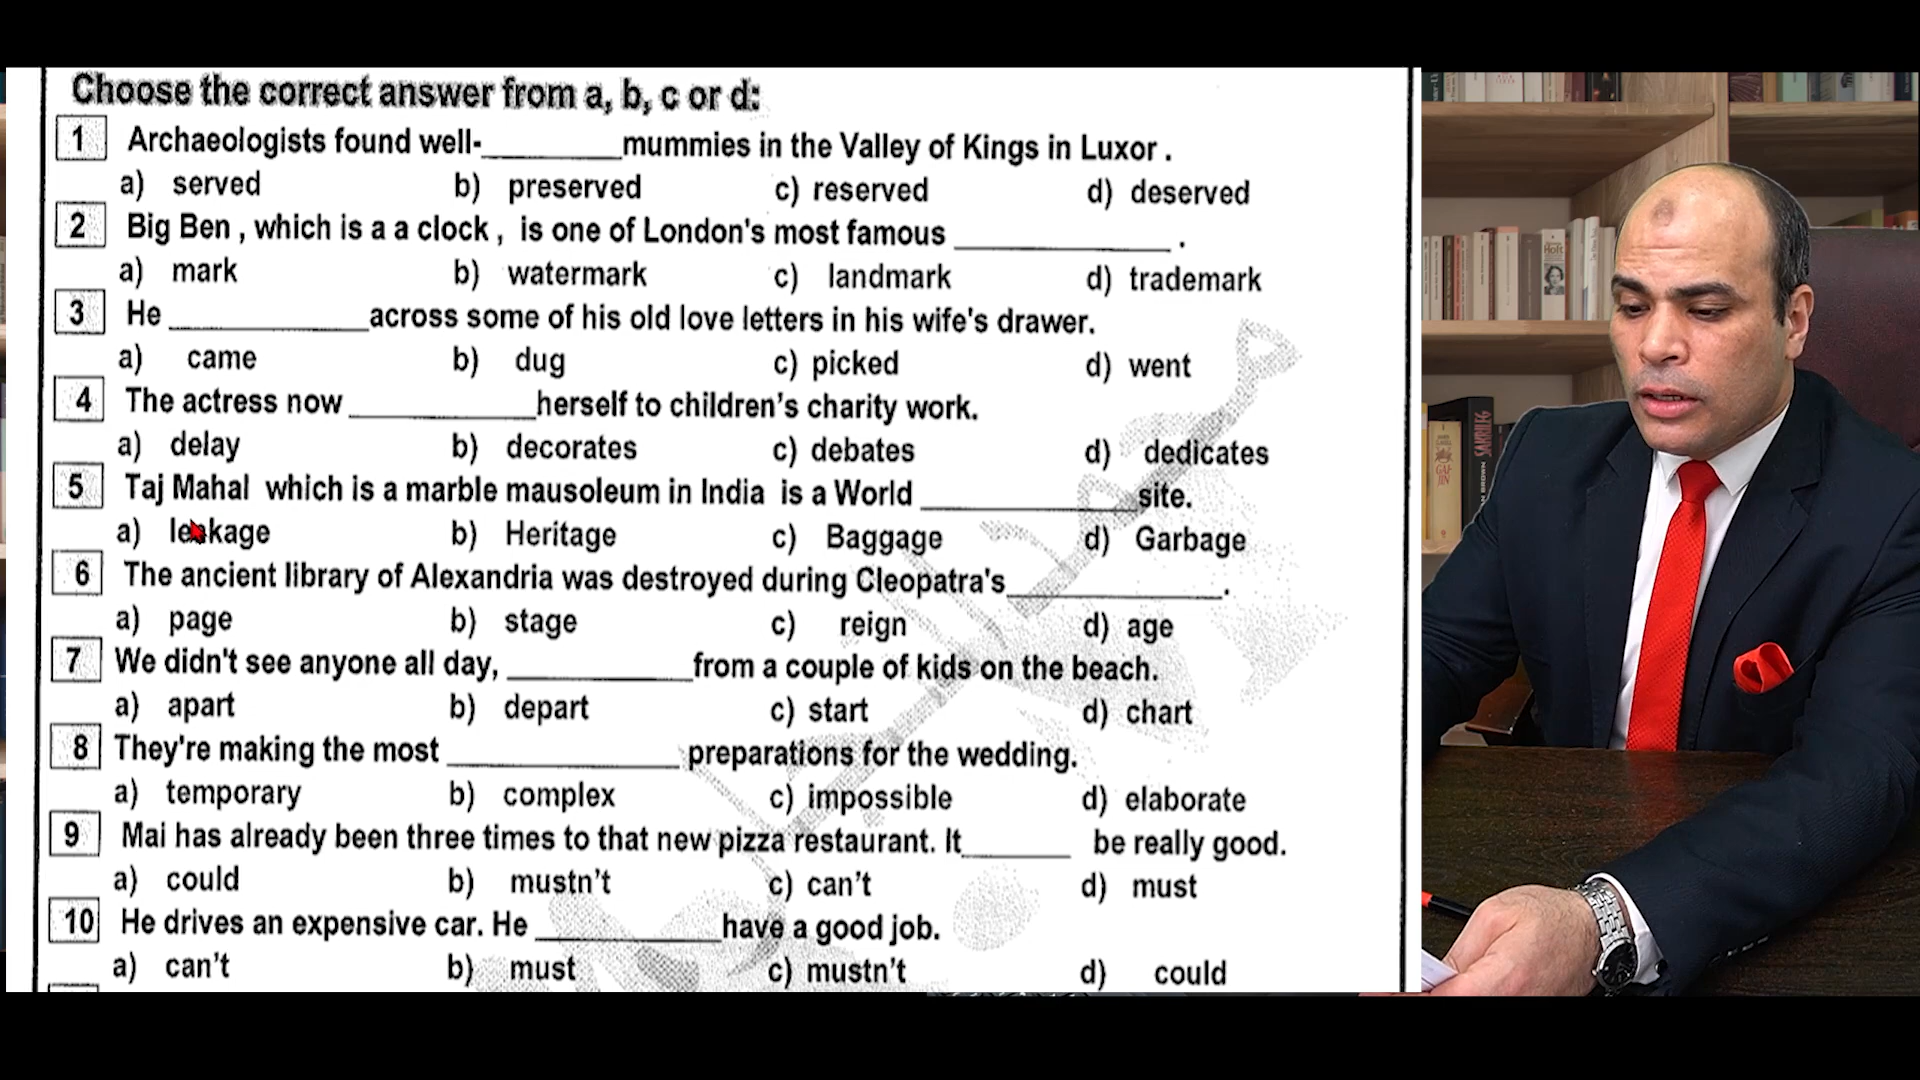 Choose the correct answer from a, b, c or d:
1 Archaeologists found well-________mummies in the Valley of Kings in Luxor .
a) served b) preserved c) reserved d) deserved
2 Big Ben , which is a a clock , is one of London's most famous ____________ .
a) mark b) watermark c) landmark d) trademark
3 He ____________across some of his old love letters in his wife's drawer.
a) came b) dug c) picked d) went
4 The actress now ___________herself to children's charity work.
a) delay b) decorates c) debates d) dedicates
5 Taj Mahal which is a marble mausoleum in India is a World ____________site.
a) leakage b) Heritage c) Baggage d) Garbage
6 The ancient library of Alexandria was destroyed during Cleopatra's____________.
a) page b) stage c) reign d) age
7 We didn't see anyone all day, ___________from a couple of kids on the beach.
a) apart b) depart c) start d) chart
8 They're making the most _____________ preparations for the wedding.
a) temporary b) complex c) impossible d) elaborate
9 Mai has already been three times to that new pizza restaurant. It______ be really good.
a) could b) mustn't c) can't d) must
10 He drives an expensive car. He ___________have a good job.
a) can't b) must c) mustn't d) could
Holt
SAKRILEG